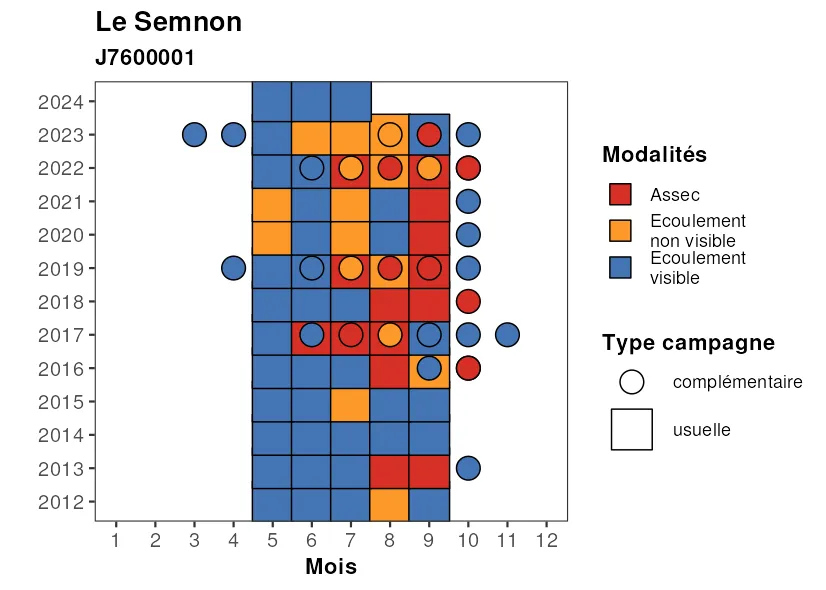 Le Semnon
J7600001
2024
2023
2022
2021
2020
2019
2018
2017
2016
2015
2014
2013
2012
1 2 3 4 5 6 7 8 9 10 11 12
Mois
Modalités
Assec
Ecoulement
non visible
Ecoulement
visible
Type campagne
complémentaire
usuelle